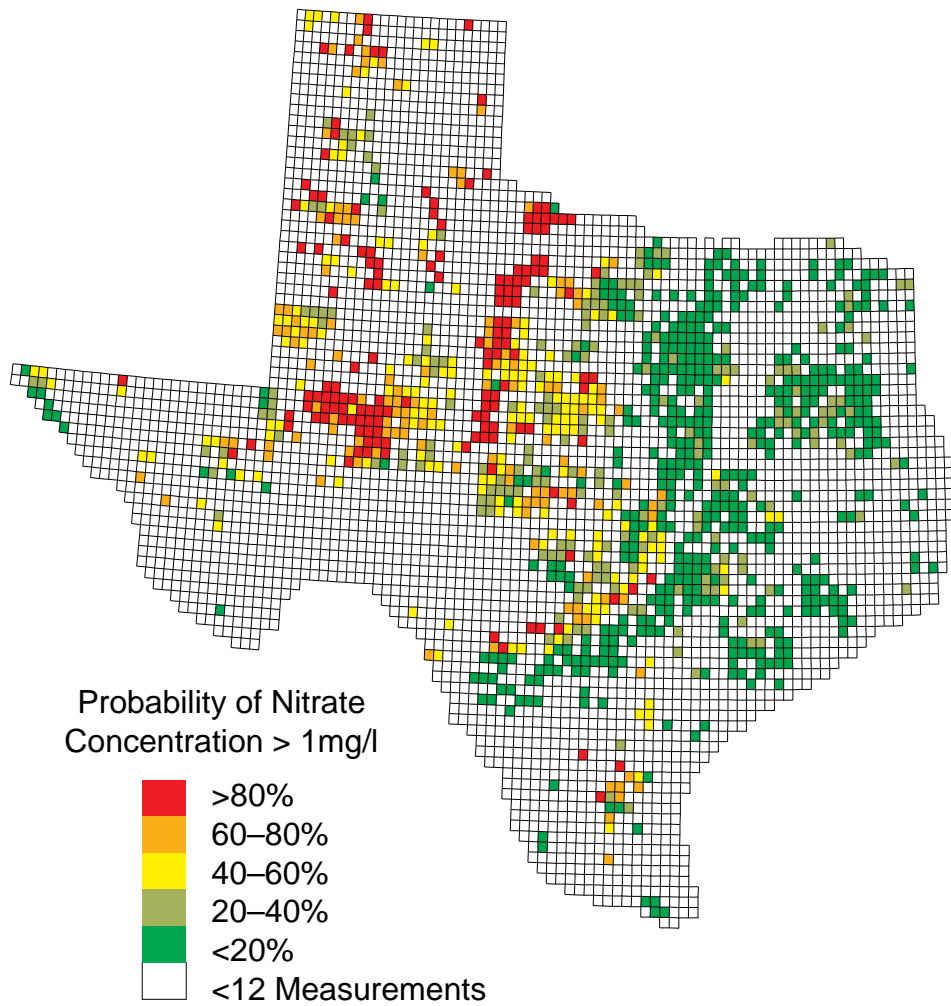 Probability of Nitrate
Concentration > 1mg/l
>80%
60–80%
40–60%
20–40%
<20%
<12 Measurements